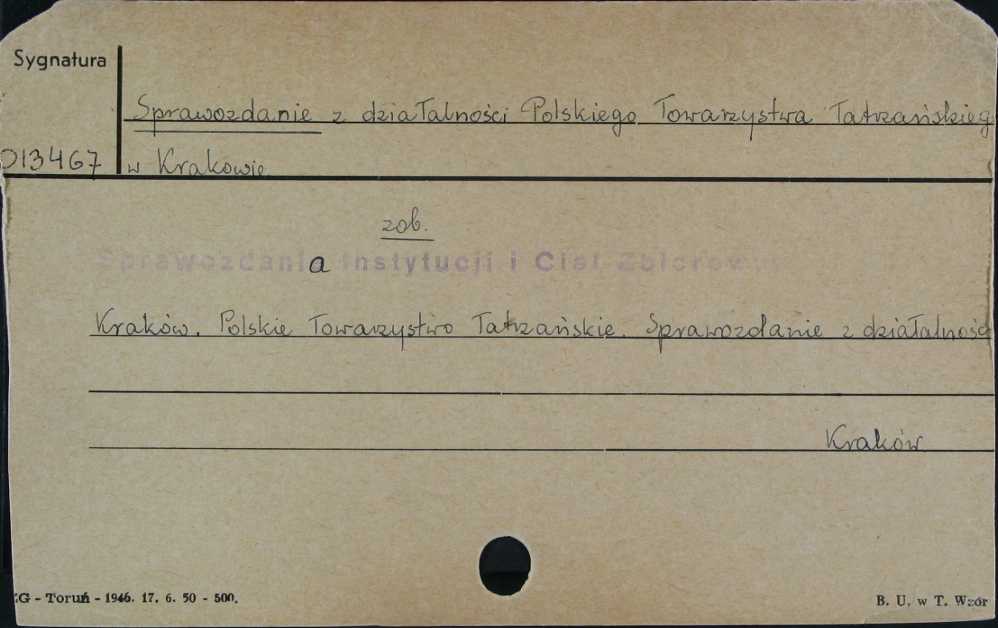 Sygnatura
Sprawozdanie z działalności Polskiego Towarzystwa Tatrzańskieg
013467 w Krakowie
zob.
Sprawozdania Instytucji i Ciał Zbiorowych
Kraków. Polskie Towarzystwo Tatrzańskie. Sprawozdanie z działalnośc
Kraków
ZG - Toruń - 1946. 17. 6. 50 - 500.
B. U. w T. Wzór